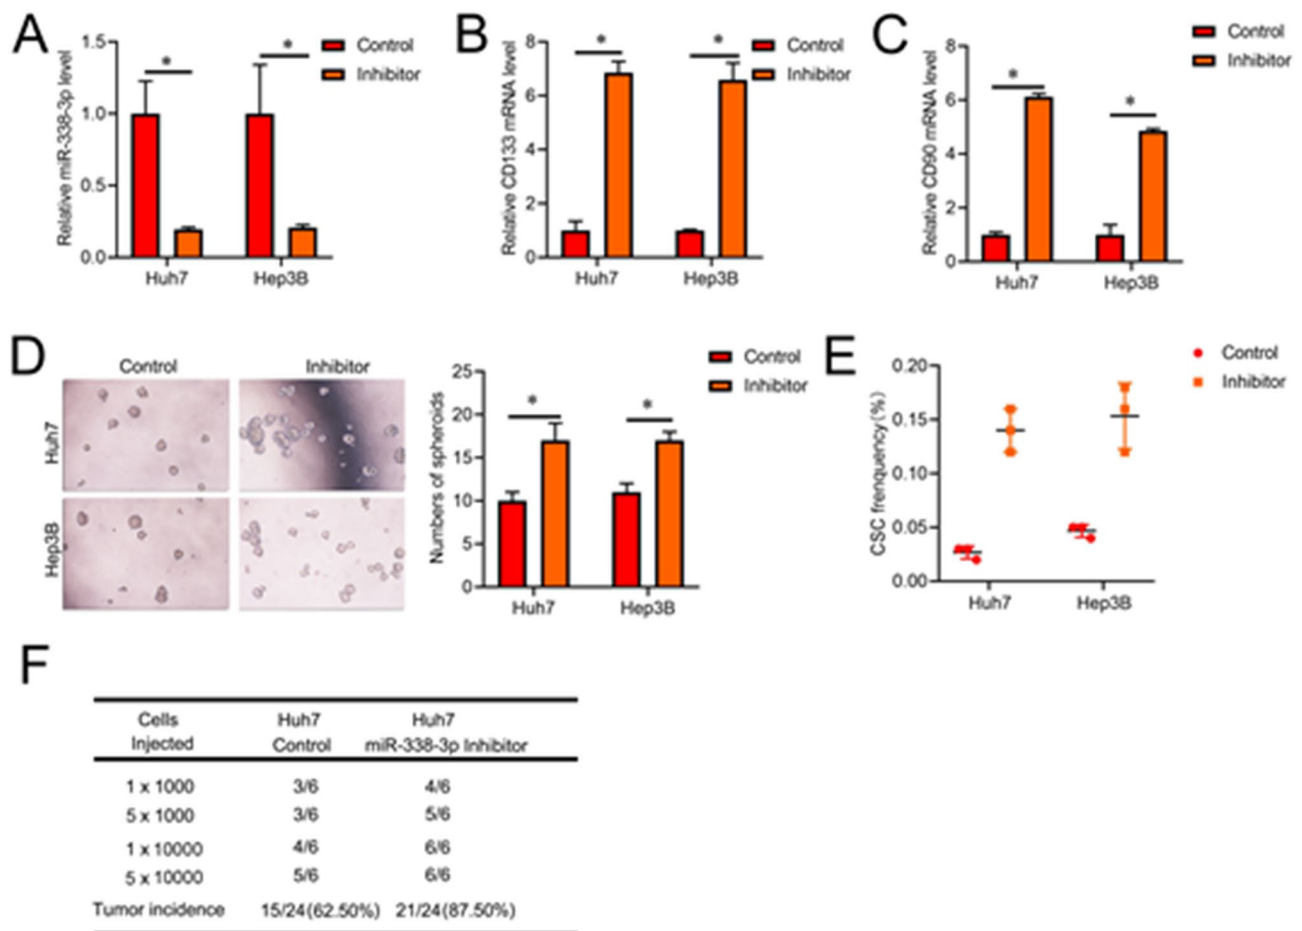 A
Relative miR-338-3p level
1.5
1.0
0.5
0.0
*
*
Control
Inhibitor
Huh7
Hep3B
B
Relative CD133 mRNA level
8
6
4
2
0
*
*
Control
Inhibitor
Huh7
Hep3B
C
Relative CD90 mRNA level
8
6
4
2
0
*
*
Control
Inhibitor
Huh7
Hep3B
D
Control
Inhibitor
Huh7
Hep3B
Numbers of spheroids
25
20
15
10
5
0
*
*
Control
Inhibitor
Huh7
Hep3B
E
CSC frenquency(%)
0.20
0.15
0.10
0.05
0.00
Control
Inhibitor
Huh7
Hep3B
F
Cells Huh7 Huh7
Injected Control miR-338-3p Inhibitor
1 x 1000 3/6 4/6
5 x 1000 3/6 5/6
1 x 10000 4/6 6/6
5 x 10000 5/6 6/6
Tumor incidence 15/24(62.50%) 21/24(87.50%)